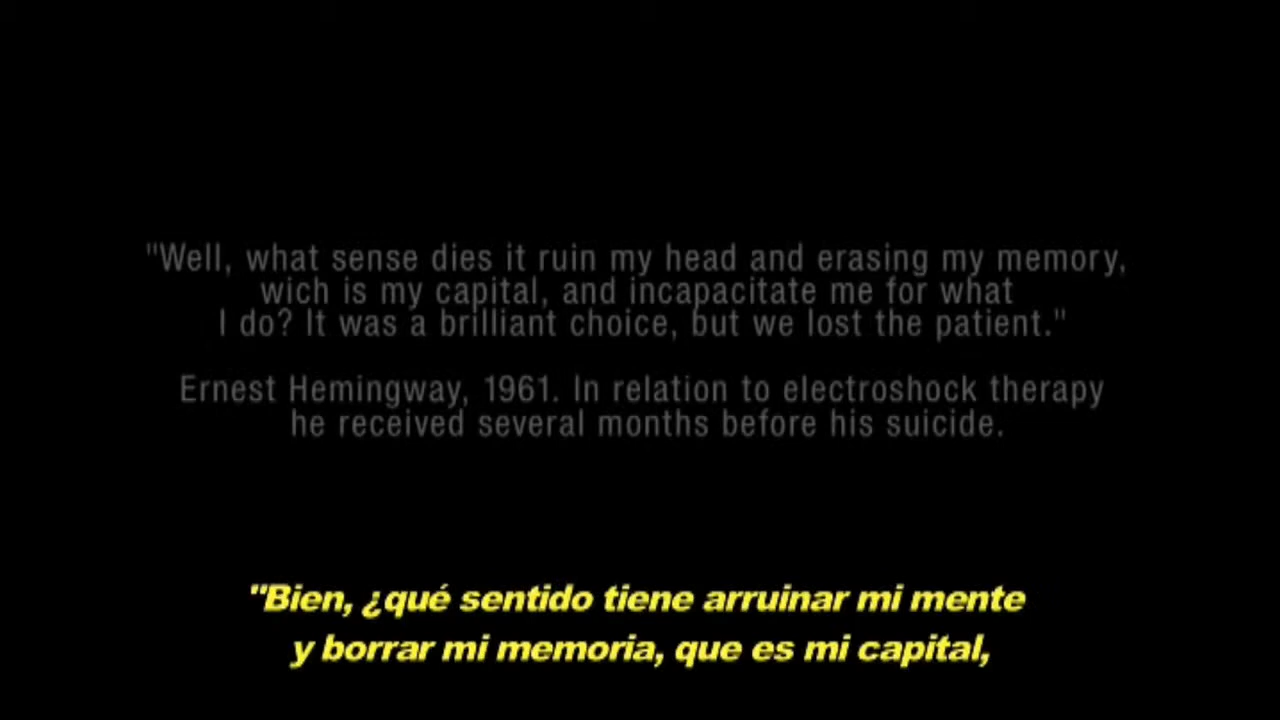 "Well, what sense dies it ruin my head and erasing my memory,
wich is my capital, and incapacitate me for what
I do? It was a brilliant choice, but we lost the patient."
Ernest Hemingway, 1961. In relation to electroshock therapy
he received several months before his suicide.
"Bien, ¿qué sentido tiene arruinar mi mente
y borrar mi memoria, que es mi capital,